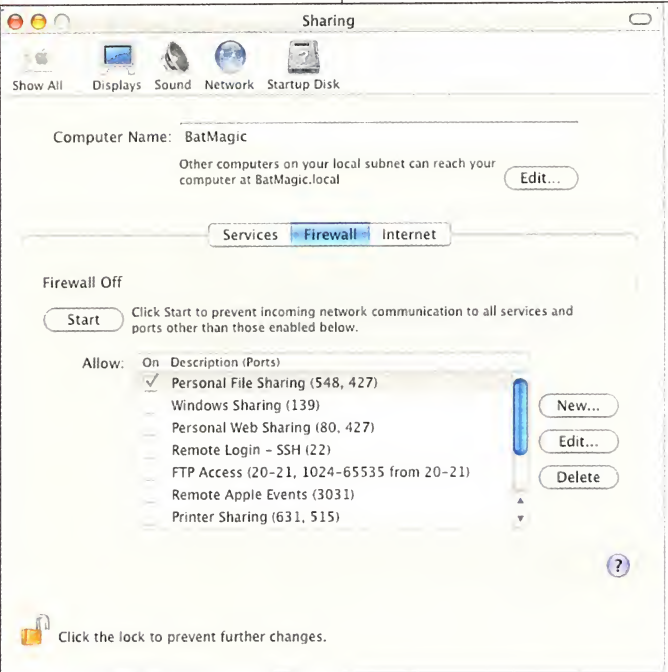 Sharing
Show All Displays Sound Network Startup Disk
Computer Name: BatMagic
Other computers on your local subnet can reach your
computer at BatMagic.local
Edit...
Services Firewall Internet
Firewall Off
Start
Click Start to prevent incoming network communication to all services and
ports other than those enabled below.
Allow: On Description (Ports)
Personal File Sharing (548, 427)
Windows Sharing (139)
Personal Web Sharing (80, 427)
Remote Login – SSH (22)
FTP Access (20-21, 1024-65535 from 20-21)
Remote Apple Events (3031)
Printer Sharing (631, 515)
New...
Edit...
Delete
?
Click the lock to prevent further changes.